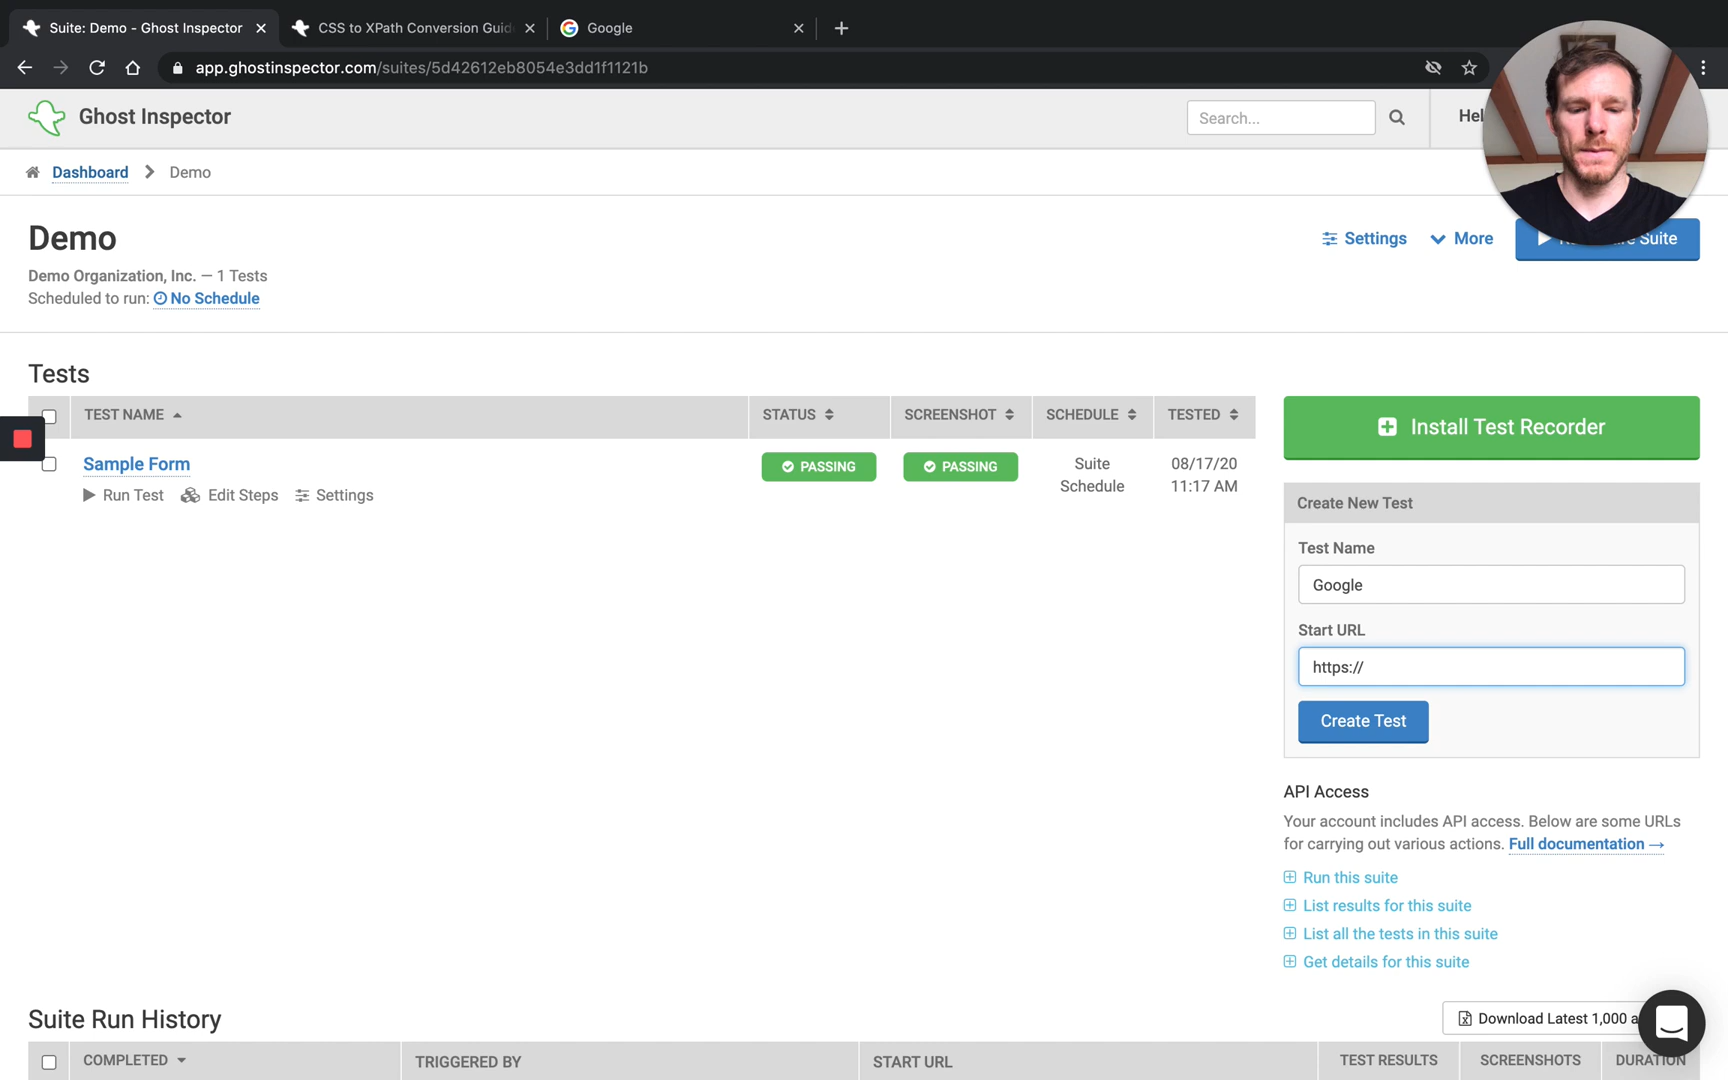 Suite: Demo - Ghost Inspector
CSS to XPath Conversion Guid
Google
app.ghostinspector.com/suites/5d42612eb8054e3dd1f1121b
Ghost Inspector
Search...
Hel
Dashboard > Demo
Demo
Settings
More
Suite
Demo Organization, Inc. — 1 Tests
Scheduled to run: No Schedule
Tests
TEST NAME
STATUS
SCREENSHOT
SCHEDULE
TESTED
Sample Form
PASSING
PASSING
Suite
Schedule
08/17/20
11:17 AM
Run Test
Edit Steps
Settings
Install Test Recorder
Create New Test
Test Name
Google
Start URL
https://
Create Test
API Access
Your account includes API access. Below are some URLs
for carrying out various actions. Full documentation →
Run this suite
List results for this suite
List all the tests in this suite
Get details for this suite
Suite Run History
Download Latest 1,000 a
COMPLETED
TRIGGERED BY
START URL
TEST RESULTS
SCREENSHOTS
DURATION